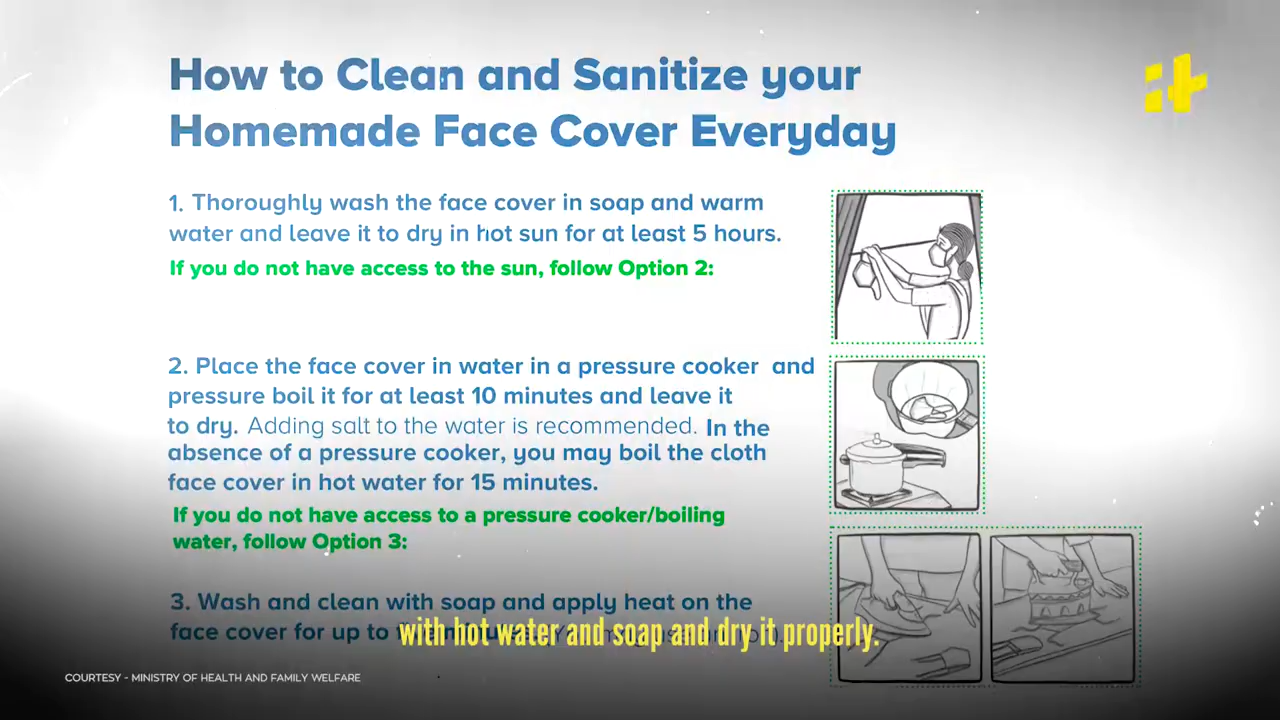 How to Clean and Sanitize your
Homemade Face Cover Everyday
1. Thoroughly wash the face cover in soap and warm
water and leave it to dry in hot sun for at least 5 hours.
If you do not have access to the sun, follow Option 2:
2. Place the face cover in water in a pressure cooker and
pressure boil it for at least 10 minutes and leave it
to dry. Adding salt to the water is recommended. In the
absence of a pressure cooker, you may boil the cloth
face cover in hot water for 15 minutes.
If you do not have access to a pressure cooker/boiling
water, follow Option 3:
3. Wash and clean with soap and apply heat on the
face cover for up to
with hot water and soap and dry it properly.
COURTESY - MINISTRY OF HEALTH AND FAMILY WELFARE